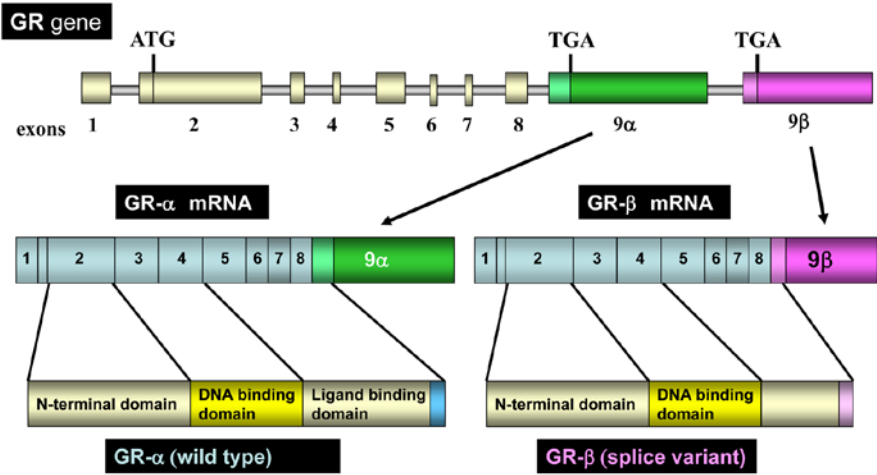 GR gene
ATG TGA TGA
exons 1 2 3 4 5 6 7 8 9α 9β
GR-α mRNA GR-β mRNA
1 2 3 4 5 6 7 8 9α 1 2 3 4 5 6 7 8 9β
N-terminal domain DNA binding domain Ligand binding domain N-terminal domain DNA binding domain
GR-α (wild type) GR-β (splice variant)